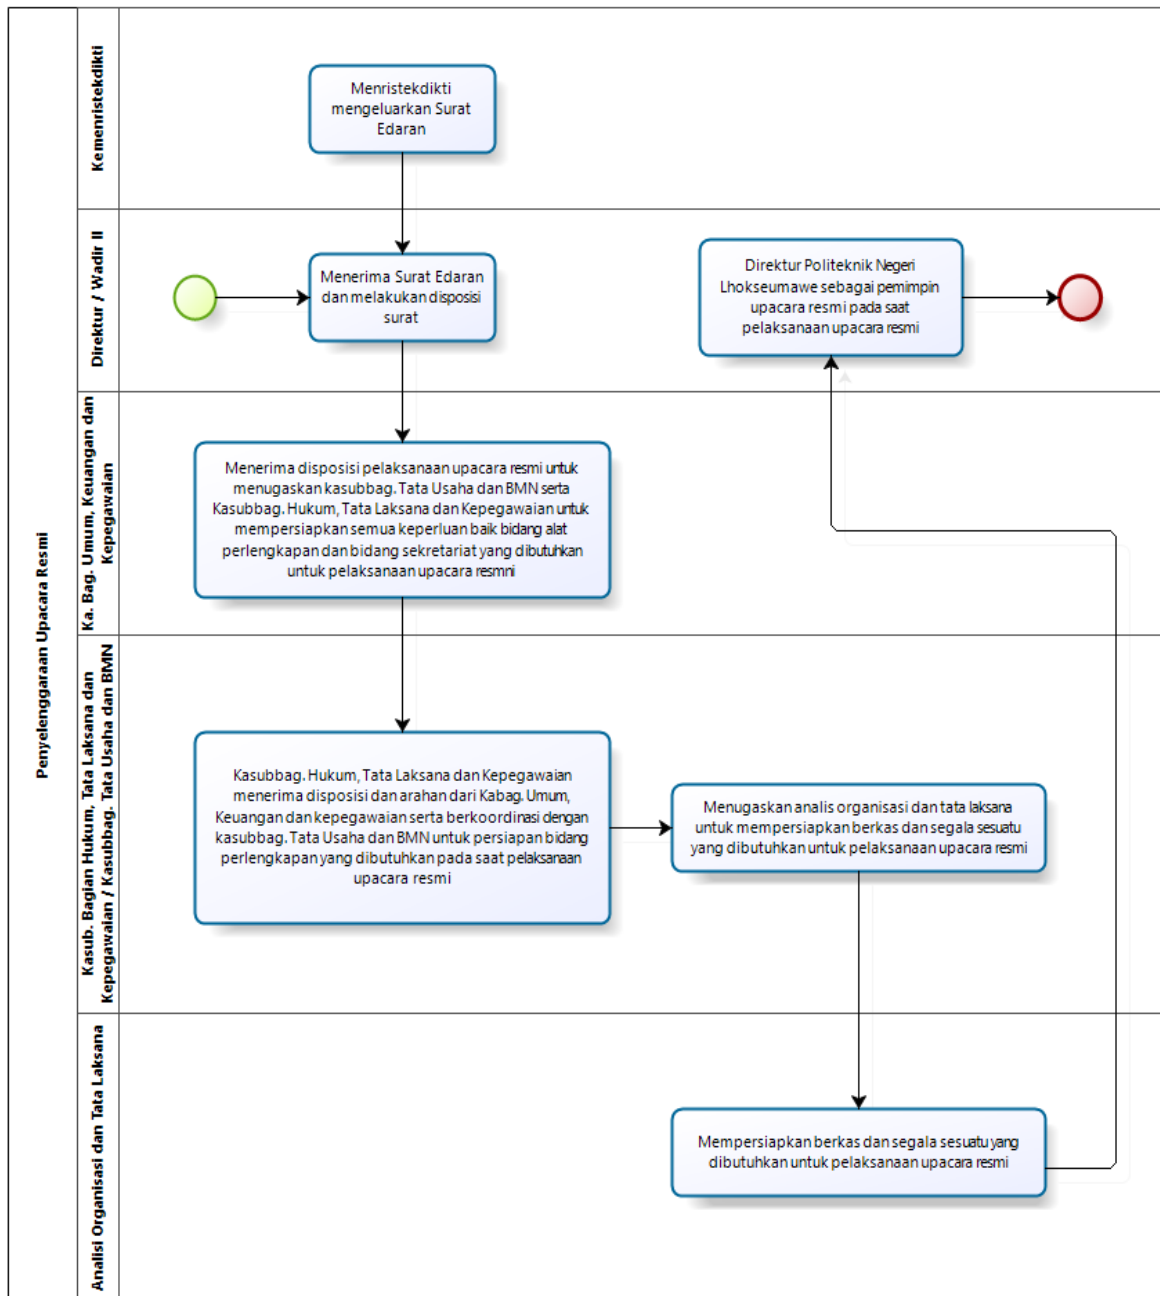 Penyelenggaraan Upacara Resmi
Kemenristekdikti
Menristekdikti
mengeluarkan Surat
Edaran
Direktur / Wadir II
Menerima Surat Edaran
dan melakukan disposisi
surat
Direktur Politeknik Negeri
Lhokseumawe sebagai pemimpin
upacara resmi pada saat
pelaksanaan upacara resmi
Ka. Bag. Umum, Keuangan dan
Kepegawaian
Menerima disposisi pelaksanaan upacara resmi untuk
menugaskan kasubbag. Tata Usaha dan BMN serta
Kasubbag. Hukum, Tata Laksana dan Kepegawaian untuk
mempersiapkan semua keperluan baik bidang alat
perlengkapan dan bidang sekretariat yang dibutuhkan
untuk pelaksanaan upacara resmni
Kasub. Bagian Hukum, Tata Laksana dan
Kepegawaian / Kasubbag. Tata Usaha dan BMN
Kasubbag. Hukum, Tata Laksana dan Kepegawaian
menerima disposisi dan arahan dari Kabag. Umum,
Keuangan dan kepegawaian serta berkoordinasi dengan
kasubbag. Tata Usaha dan BMN untuk persiapan bidang
perlengkapan yang dibutuhkan pada saat pelaksanaan
upacara resmi
Menugaskan analis organisasi dan tata laksana
untuk mempersiapkan berkas dan segala sesuatu
yang dibutuhkan untuk pelaksanaan upacara resmi
Analisi Organisasi dan Tata Laksana
Mempersiapkan berkas dan segala sesuatu yang
dibutuhkan untuk pelaksanaan upacara resmi